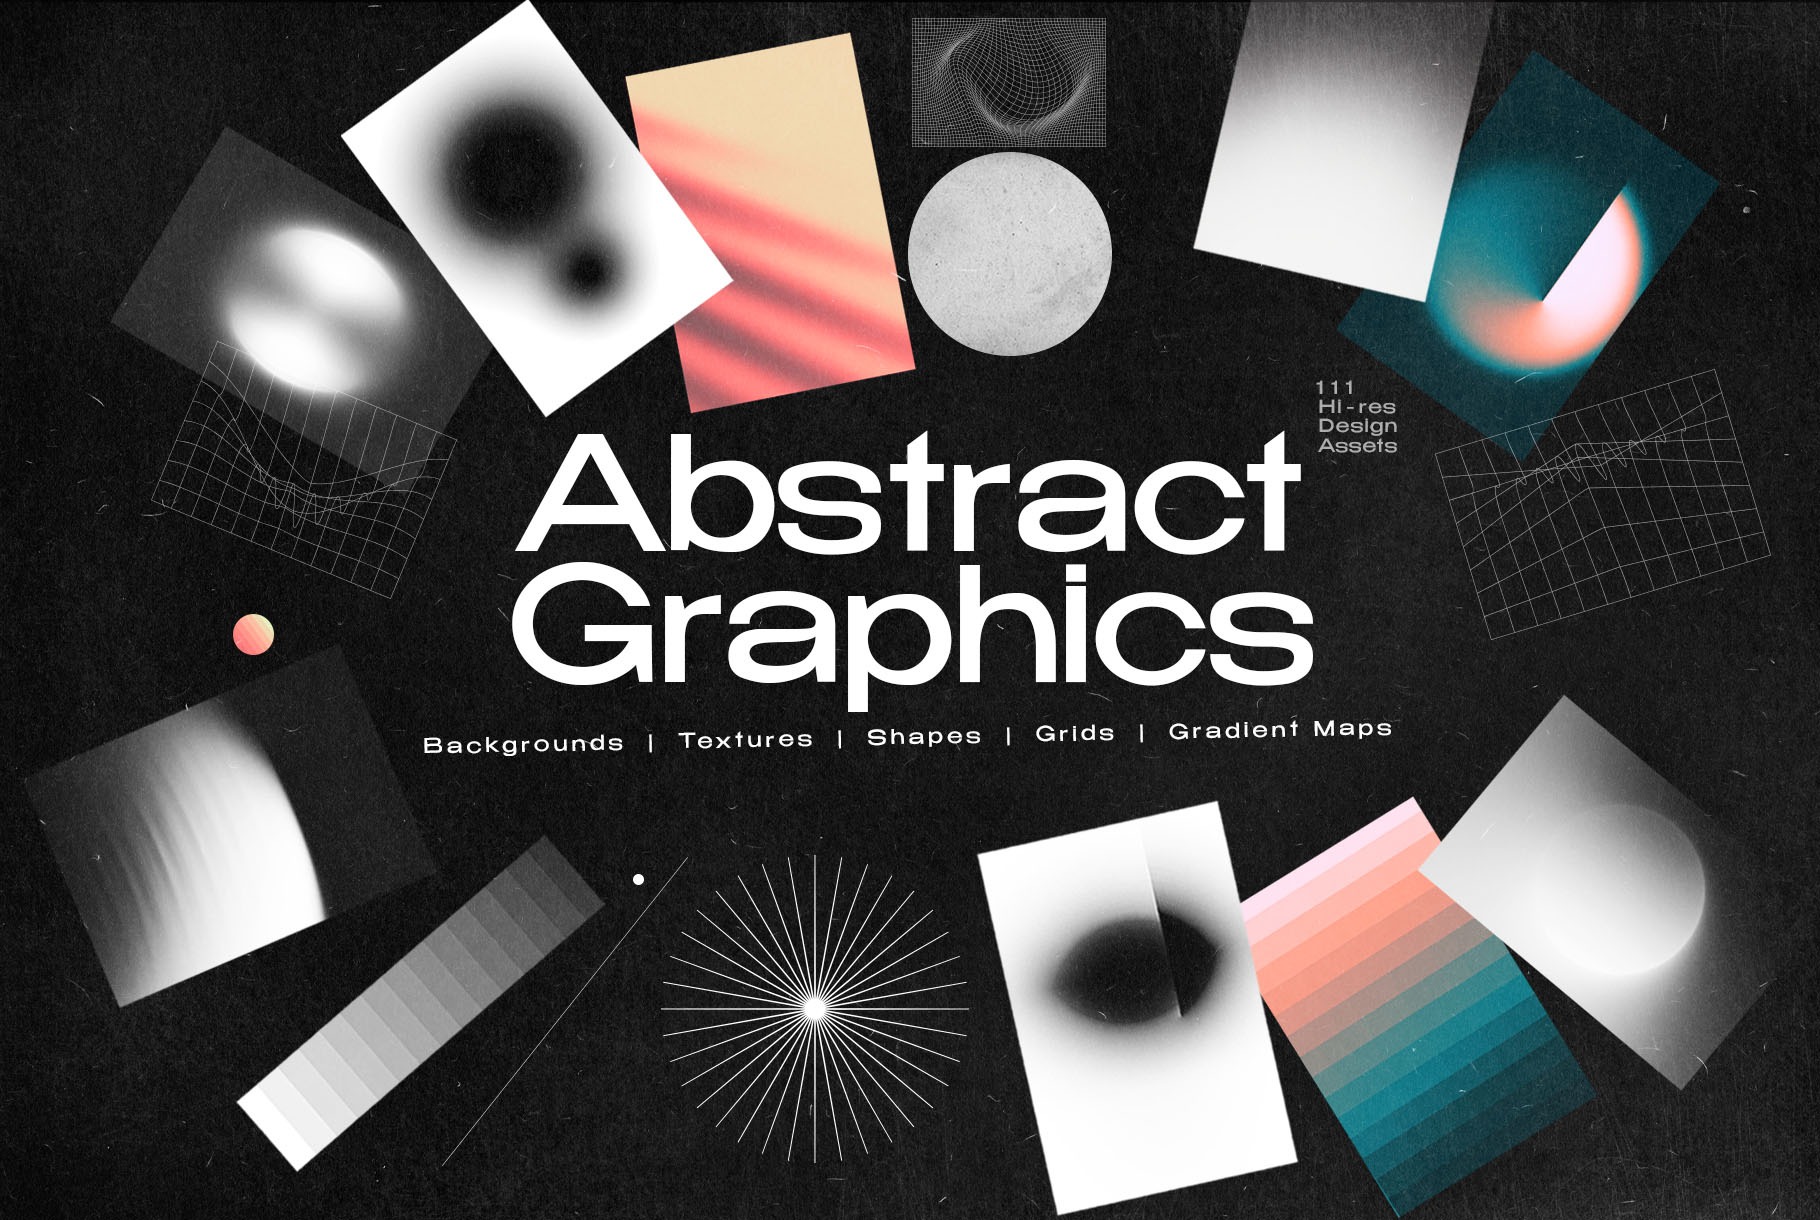 111
Hi-res
Design
Assets
Abstract
Graphics
Backgrounds | Textures | Shapes | Grids | Gradient Maps